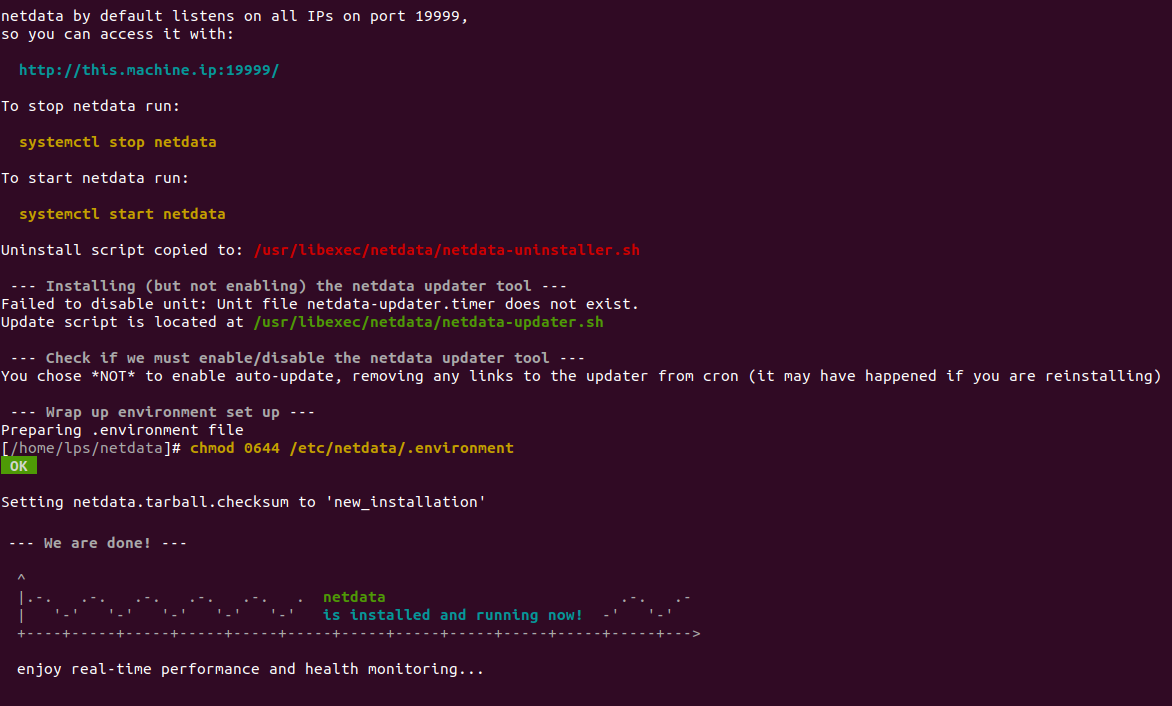 netdata by default listens on all IPs on port 19999,
so you can access it with:
http://this.machine.ip:19999/
To stop netdata run:
systemctl stop netdata
To start netdata run:
systemctl start netdata
Uninstall script copied to: /usr/libexec/netdata/netdata-uninstaller.sh
--- Installing (but not enabling) the netdata updater tool ---
Failed to disable unit: Unit file netdata-updater.timer does not exist.
Update script is located at /usr/libexec/netdata/netdata-updater.sh
--- Check if we must enable/disable the netdata updater tool ---
You chose *NOT* to enable auto-update, removing any links to the updater from cron (it may have happened if you are reinstalling)
--- Wrap up environment set up ---
Preparing .environment file
[/home/lps/netdata]# chmod 0644 /etc/netdata/.environment
OK
Setting netdata.tarball.checksum to 'new_installation'
--- We are done! ---
^
|.-.   .-.   .-.   .-.   .-.   .  netdata                          .-.   .-
|   '-'   '-'   '-'   '-'   '-'   is installed and running now!  -'   '-'
+----+-----+-----+-----+-----+-----+-----+-----+-----+-----+-----+-----+--->
enjoy real-time performance and health monitoring...